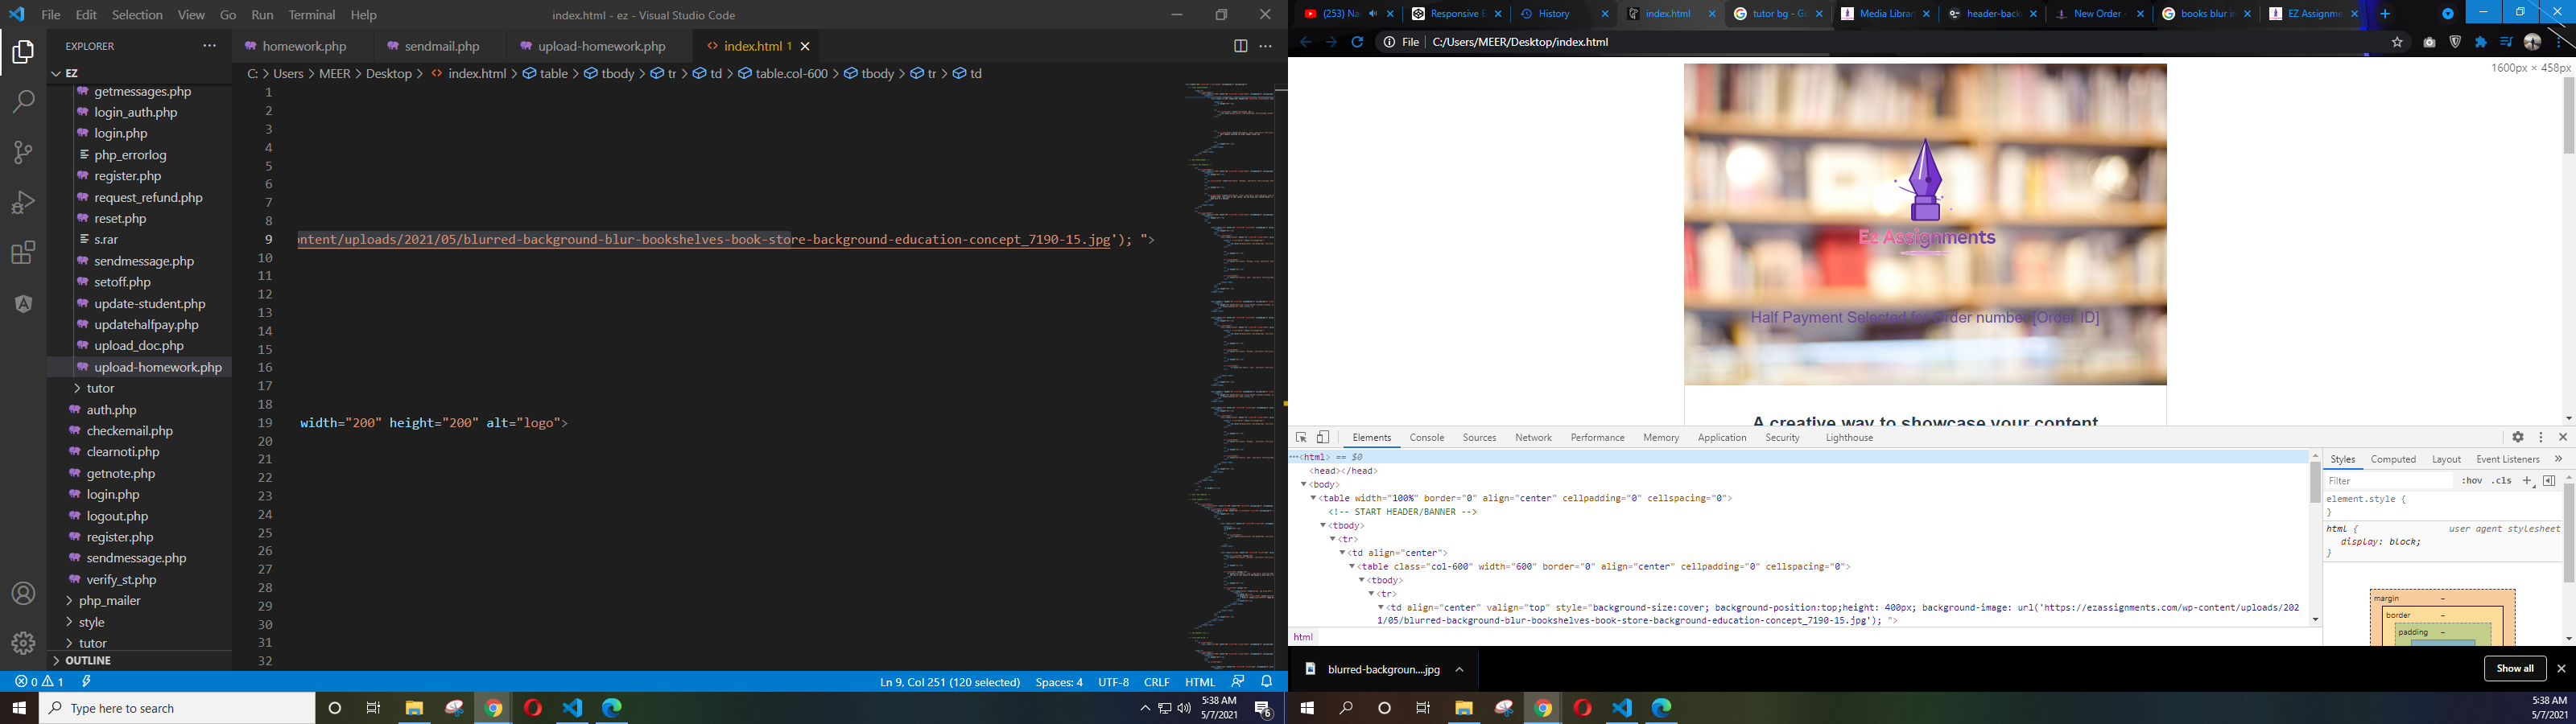 File Edit Selection View Go Run Terminal Help
index.html - ez - Visual Studio Code
EXPLORER
EZ
getmessages.php
login_auth.php
login.php
php_errorlog
register.php
request_refund.php
reset.php
s.rar
sendmessage.php
setoff.php
update-student.php
updatehalfpay.php
upload_doc.php
upload-homework.php
tutor
auth.php
checkemail.php
clearnoti.php
getnote.php
login.php
logout.php
register.php
sendmessage.php
verify_st.php
php_mailer
style
tutor
OUTLINE
homework.php sendmail.php upload-homework.php index.html 1
C: > Users > MEER > Desktop > index.html > table > tbody > tr > td > table.col-600 > tbody > tr > td
1
2
3
4
5
6
7
8
9 ontent/uploads/2021/05/blurred-background-blur-bookshelves-book-store-background-education-concept_7190-15.jpg'); ">
10
11
12
13
14
15
16
17
18
19 width="200" height="200" alt="logo">
20
21
22
23
24
25
26
27
28
29
30
31
32
0 1
Ln 9, Col 251 (120 selected) Spaces: 4 UTF-8 CRLF HTML
Type here to search
5:38 AM
5/7/2021
6
(253) Na Responsive E History index.html tutor bg - Go Media Librar header-back New Order - books blur in EZ Assignme
File C:/Users/MEER/Desktop/index.html
1600px × 458px
Ez Assignments
Half Payment Selected for Order number [Order ID]
A creative way to showcase your content
Elements Console Sources Network Performance Memory Application Security Lighthouse
<html> == $0
<head></head>
<body>
<table width="100%" border="0" align="center" cellpadding="0" cellspacing="0">
<!-- START HEADER/BANNER -->
<tbody>
<tr>
<td align="center">
<table class="col-600" width="600" border="0" align="center" cellpadding="0" cellspacing="0">
<tbody>
<tr>
<td align="center" valign="top" style="background-size:cover; background-position:top;height: 400px; background-image: url('https://ezassignments.com/wp-content/uploads/202
1/05/blurred-background-blur-bookshelves-book-store-background-education-concept_7190-15.jpg'); ">
html
Styles Computed Layout Event Listeners
Filter :hov .cls
element.style {
}
html { user agent stylesheet
display: block;
}
margin -
border -
padding -
blurred-backgroun....jpg
Show all
5:38 AM
5/7/2021